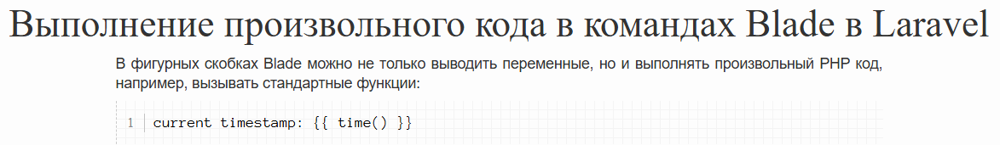 Выполнение произвольного кода в командах Blade в Laravel
В фигурных скобках Blade можно не только выводить переменные, но и выполнять произвольный PHP код,
например, вызывать стандартные функции:
1 current timestamp: {{ time() }}